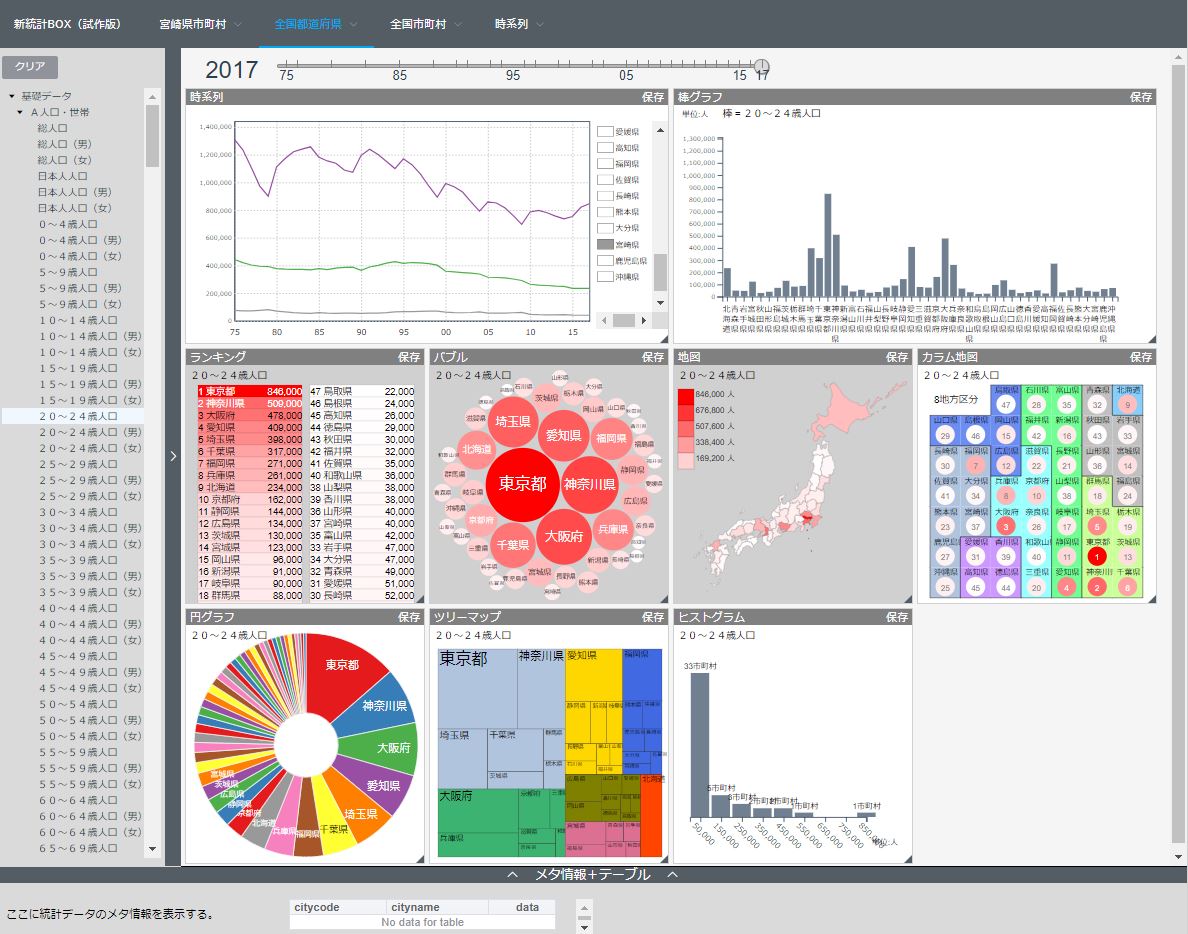 新統計BOX（試作版）
宮崎県市町村
全国都道府県
全国市町村
時系列
クリア
基礎データ
Ａ人口・世帯
総人口
総人口（男）
総人口（女）
日本人人口
日本人人口（男）
日本人人口（女）
０～４歳人口
０～４歳人口（男）
０～４歳人口（女）
５～９歳人口
５～９歳人口（男）
５～９歳人口（女）
１０～１４歳人口
１０～１４歳人口（男）
１０～１４歳人口（女）
１５～１９歳人口
１５～１９歳人口（男）
１５～１９歳人口（女）
２０～２４歳人口
２０～２４歳人口（男）
２０～２４歳人口（女）
２５～２９歳人口
２５～２９歳人口（男）
２５～２９歳人口（女）
３０～３４歳人口
３０～３４歳人口（男）
３０～３４歳人口（女）
３５～３９歳人口
３５～３９歳人口（男）
３５～３９歳人口（女）
４０～４４歳人口
４０～４４歳人口（男）
４０～４４歳人口（女）
４５～４９歳人口
４５～４９歳人口（男）
４５～４９歳人口（女）
５０～５４歳人口
５０～５４歳人口（男）
５０～５４歳人口（女）
５５～５９歳人口
５５～５９歳人口（男）
５５～５９歳人口（女）
６０～６４歳人口
６０～６４歳人口（男）
６０～６４歳人口（女）
６５～６９歳人口
2017
75 85 95 05 15 17
時系列 保存
1,400,000
1,200,000
1,000,000
800,000
600,000
400,000
200,000
75 80 85 90 95 00 05 10 15
愛媛県
高知県
福岡県
佐賀県
長崎県
熊本県
大分県
宮崎県
鹿児島県
沖縄県
棒グラフ 保存
単位:人 棒 = ２０～２４歳人口
1,300,000
1,200,000
1,100,000
1,000,000
900,000
800,000
700,000
600,000
500,000
400,000
300,000
200,000
100,000
0
ランキング 保存
２０～２４歳人口
1 東京都 846,000 47 鳥取県 22,000
2 神奈川県 509,000 46 島根県 24,000
3 大阪府 478,000 45 高知県 26,000
4 愛知県 409,000 44 徳島県 29,000
5 埼玉県 398,000 43 秋田県 30,000
6 千葉県 317,000 42 福井県 32,000
7 福岡県 271,000 41 佐賀県 35,000
8 兵庫県 261,000 40 和歌山県 36,000
9 北海道 234,000 38 山梨県 38,000
10 京都府 162,000 39 香川県 38,000
11 静岡県 144,000 36 山形県 40,000
12 広島県 134,000 37 宮崎県 40,000
13 茨城県 130,000 35 富山県 42,000
14 宮城県 123,000 33 岩手県 47,000
15 岡山県 96,000 34 大分県 47,000
16 新潟県 91,000 32 青森県 49,000
17 岐阜県 90,000 31 愛媛県 51,000
18 群馬県 88,000 30 長崎県 52,000
バブル 保存
２０～２４歳人口
東京都
神奈川県
大阪府
愛知県
埼玉県
千葉県
福岡県
兵庫県
北海道
京都府
静岡県
広島県
茨城県
宮城県
地図 保存
２０～２４歳人口
846,000 人
676,800 人
507,600 人
338,400 人
169,200 人
カラム地図 保存
２０～２４歳人口
8地方区分
鳥取県 石川県 富山県 青森県 北海道
47 28 35 32 9
山口県 島根県 岡山県 福井県 新潟県 秋田県 岩手県
29 46 15 42 16 43 33
長崎県 福岡県 広島県 滋賀県 長野県 山形県 宮城県
30 7 12 22 21 36 14
佐賀県 大分県 兵庫県 京都府 山梨県 群馬県 福島県
41 34 8 10 38 18 24
熊本県 宮崎県 大阪府 奈良県 岐阜県 埼玉県 栃木県
23 37 3 26 17 5 19
鹿児島 愛媛県 香川県 和歌山 静岡県 東京都 茨城県
27 31 39 40 11 1 13
沖縄県 高知県 徳島県 三重県 愛知県 神奈川 千葉県
25 45 44 20 4 2 6
円グラフ 保存
２０～２４歳人口
東京都
神奈川県
大阪府
愛知県
埼玉県
千葉県
福岡県
兵庫県
北海道
京都府
静岡県
広島県
茨城県
宮城県
ツリーマップ 保存
２０～２４歳人口
東京都
神奈川県
愛知県
福岡県
埼玉県
千葉県
群馬県
栃木県
茨城県
静岡県
長野県
大阪府
京都府
兵庫県
広島県
岡山県
宮城県
北海道
ヒストグラム 保存
２０～２４歳人口
33市町村
5市町村
3市町村
2市町村
2市町村
1市町村
1市町村
50,000
150,000
250,000
350,000
450,000
550,000
650,000
750,000
850,000
単位:人
メタ情報＋テーブル
ここに統計データのメタ情報を表示する。
citycode cityname data
No data for table